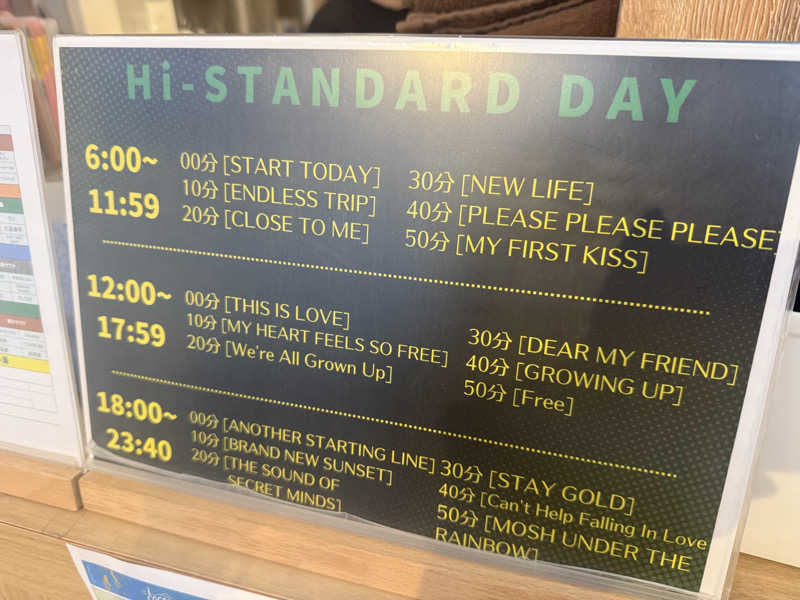 Hi-STANDARD DAY
6:00~
11:59
00分 [START TODAY]
10分 [ENDLESS TRIP]
20分 [CLOSE TO ME]
30分 [NEW LIFE]
40分 [PLEASE PLEASE PLEASE]
50分 [MY FIRST KISS]
12:00~
17:59
00分 [THIS IS LOVE]
10分 [MY HEART FEELS SO FREE]
20分 [We're All Grown Up]
30分 [DEAR MY FRIEND]
40分 [GROWING UP]
50分 [Free]
18:00~
23:40
00分 [ANOTHER STARTING LINE]
10分 [BRAND NEW SUNSET]
20分 [THE SOUND OF
SECRET MINDS]
30分 [STAY GOLD]
40分 [Can't Help Falling In Love
50分 [MOSH UNDER THE
RAINBOW]